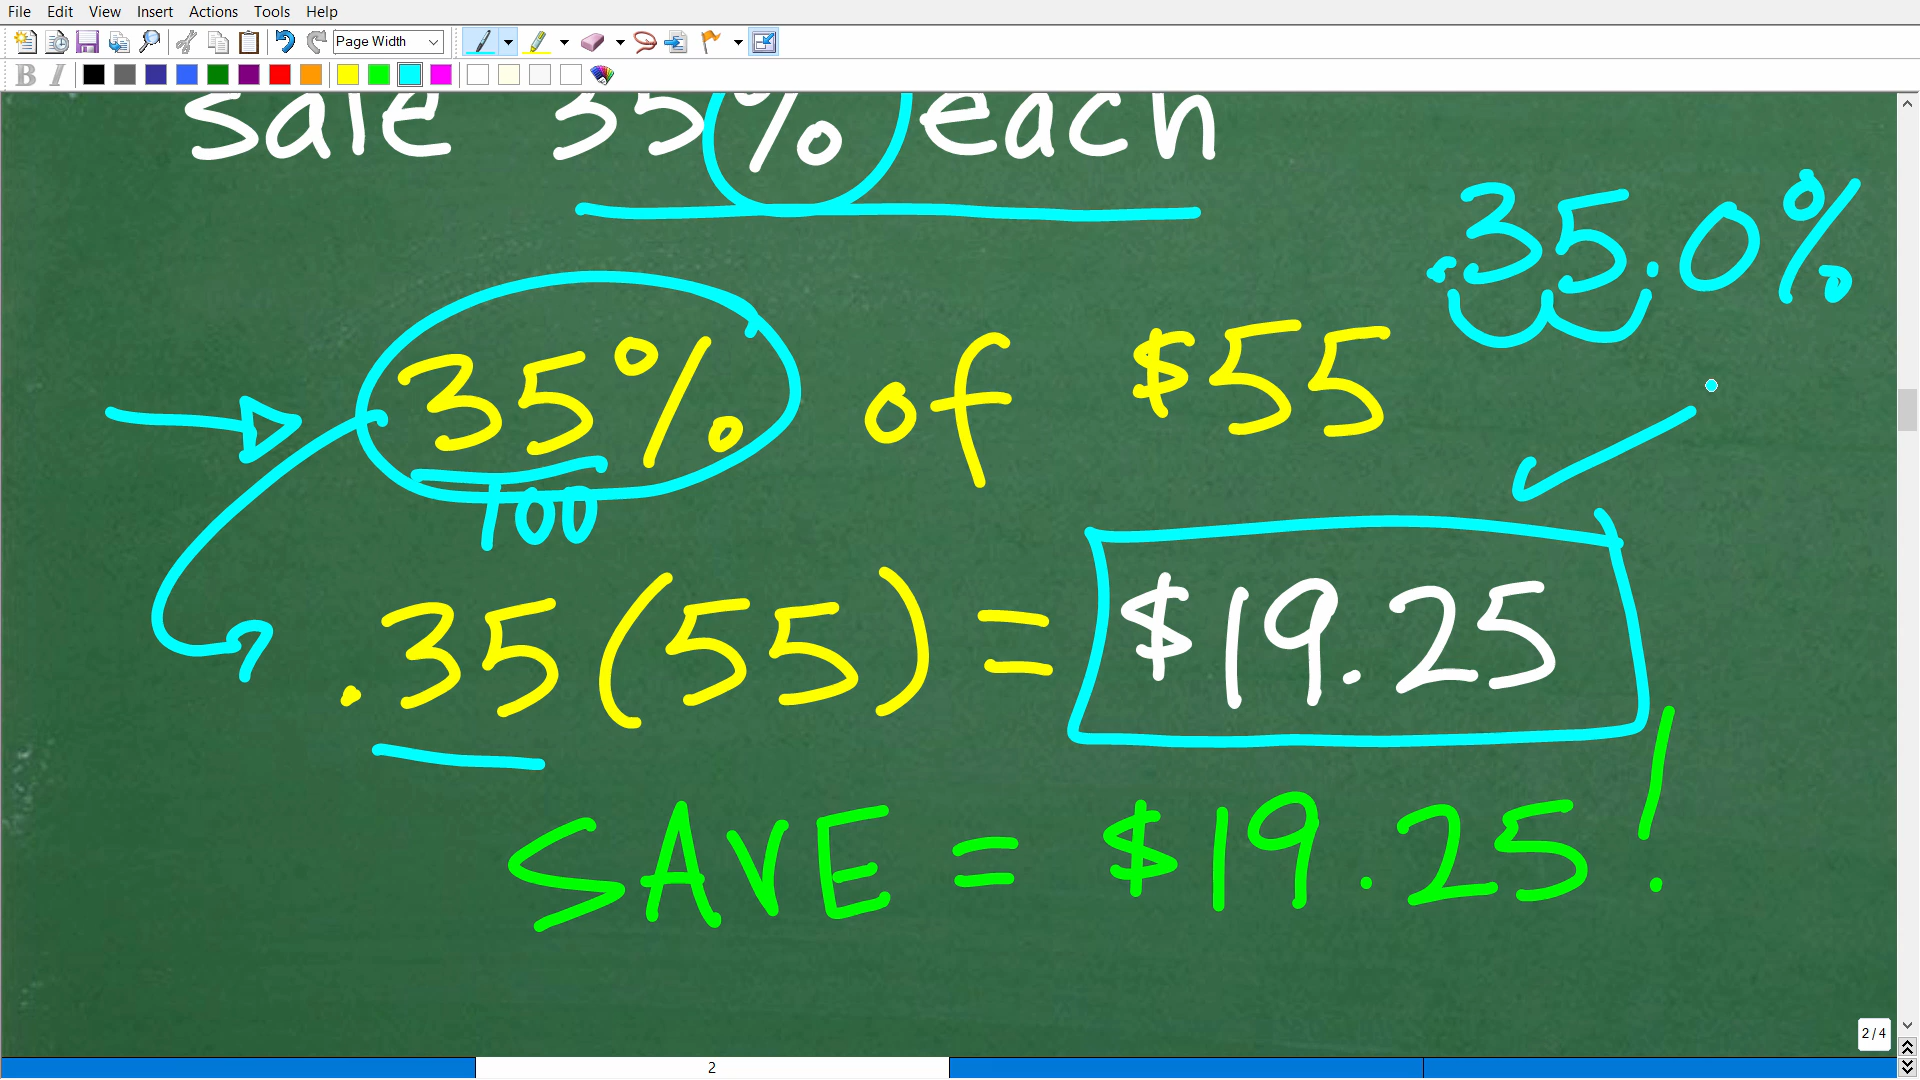 File Edit View Insert Actions Tools Help
Page Width
B I
sale 35% each
.35.0%
35% of $55
100
.35(55) = $19.25
SAVE = $19.25!
2 / 4
2